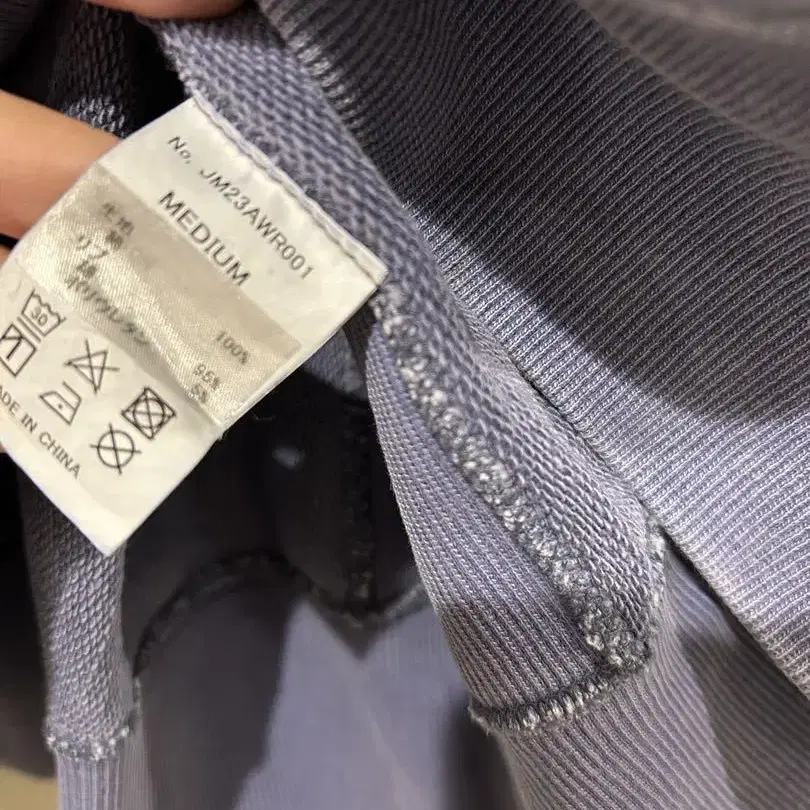 No. JM23AWR001
MEDIUM
生地
綿 100%
リブ
綿 95%
ポリウレタン 5%
30
MADE IN CHINA